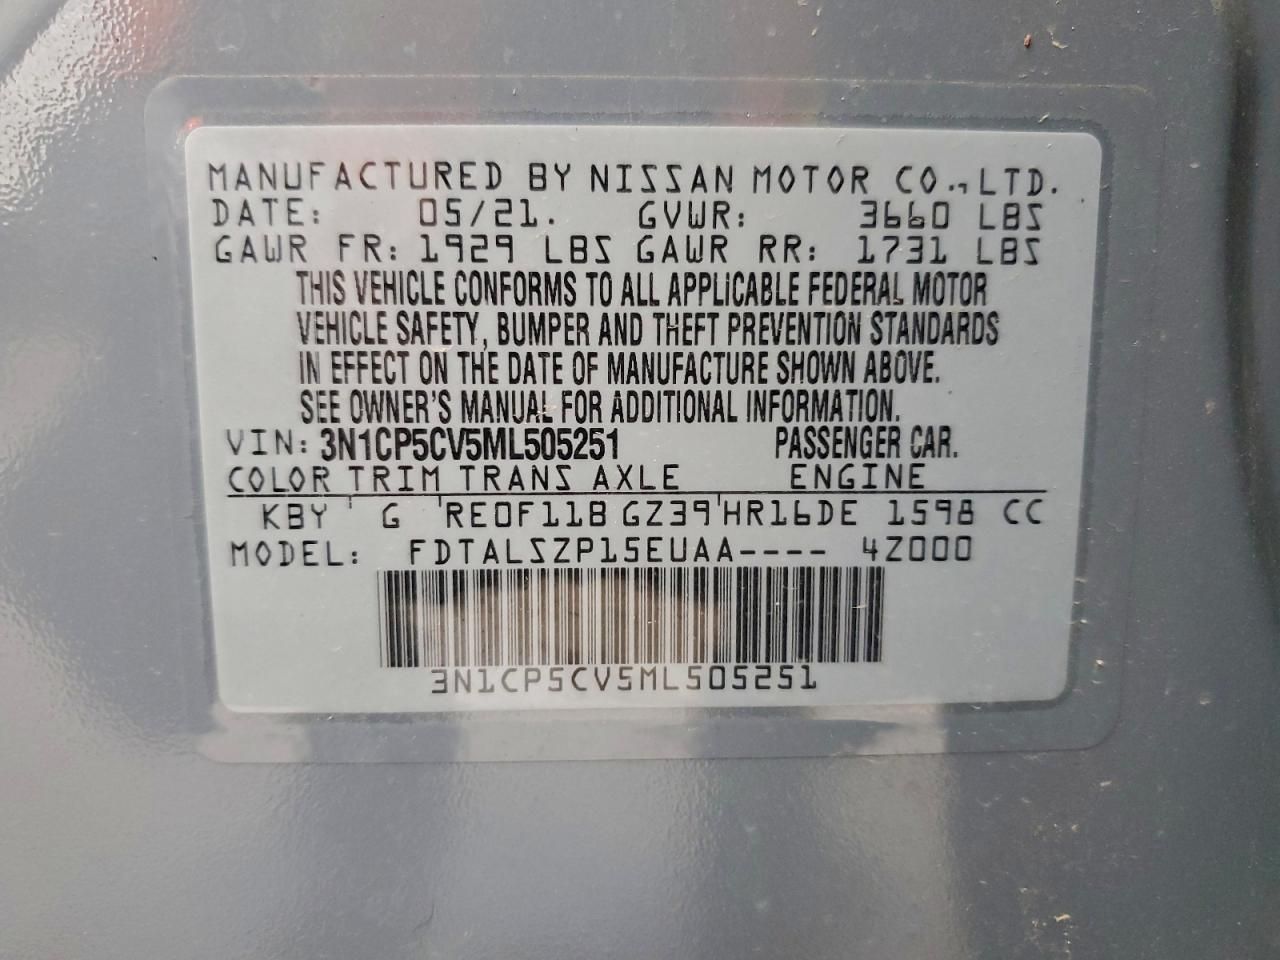 MANUFACTURED BY NISSAN MOTOR CO., LTD.
DATE: 05/21. GVWR: 3660 LBS
GAWR FR: 1929 LBS GAWR RR: 1731 LBS
THIS VEHICLE CONFORMS TO ALL APPLICABLE FEDERAL MOTOR
VEHICLE SAFETY, BUMPER AND THEFT PREVENTION STANDARDS
IN EFFECT ON THE DATE OF MANUFACTURE SHOWN ABOVE.
SEE OWNER'S MANUAL FOR ADDITIONAL INFORMATION.
VIN: 3N1CP5CV5ML505251 PASSENGER CAR.
COLOR TRIM TRANS AXLE ENGINE
KBY G RE0F11B GZ39 HR16DE 1598 CC
MODEL: FDTALSZP15EUAA---- 4Z000
3N1CP5CV5ML505251